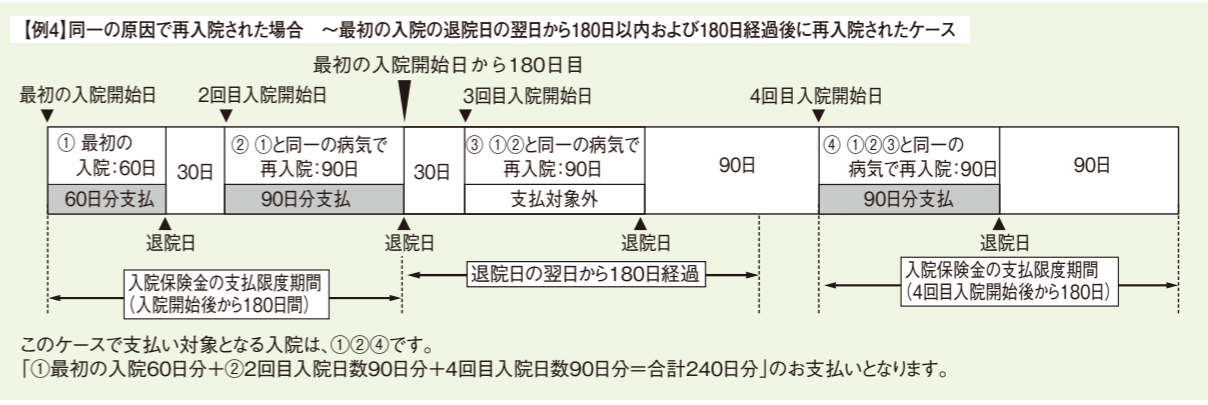 【例4】同一の原因で再入院された場合　～最初の入院の退院日の翌日から180日以内および180日経過後に再入院されたケース
最初の入院開始日から180日目
最初の入院開始日
2回目入院開始日
3回目入院開始日
4回目入院開始日
① 最初の
入院：60日
60日分支払
30日
② ①と同一の病気で
再入院：90日
90日分支払
30日
③ ①②と同一の病気で
再入院：90日
支払対象外
90日
④ ①②③と同一の
病気で再入院：90日
90日分支払
90日
退院日
退院日
退院日
退院日
入院保険金の支払限度期間
（入院開始後から180日間）
退院日の翌日から180日経過
入院保険金の支払限度期間
（4回目入院開始後から180日）
このケースで支払い対象となる入院は、①②④です。
「①最初の入院60日分＋②2回目入院日数90日分＋4回目入院日数90日分＝合計240日分」のお支払いとなります。